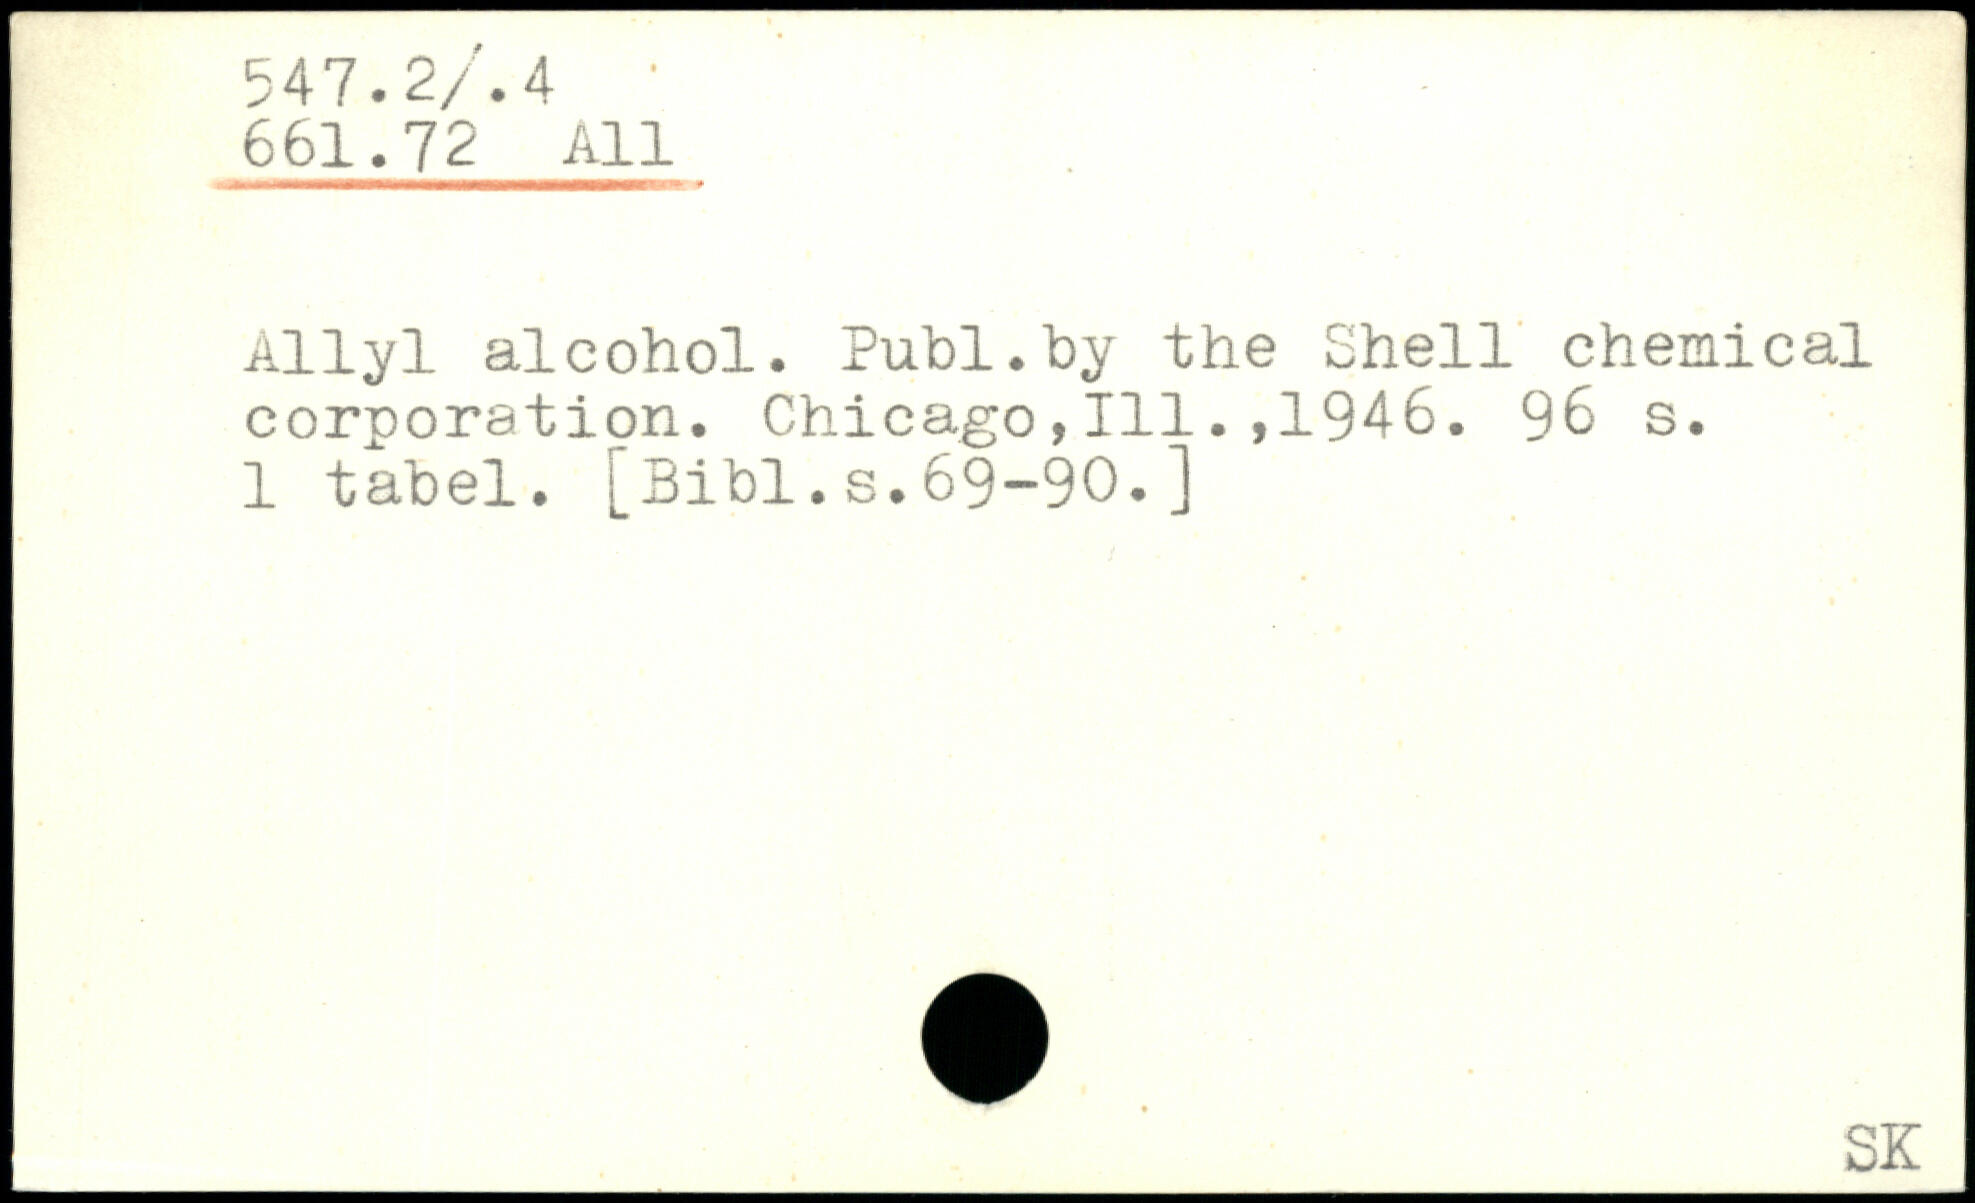 547.2/.4
661.72 All
Allyl alcohol. Publ.by the Shell chemical
corporation. Chicago,Ill.,1946. 96 s.
1 tabel. [Bibl.s.69-90.]
SK